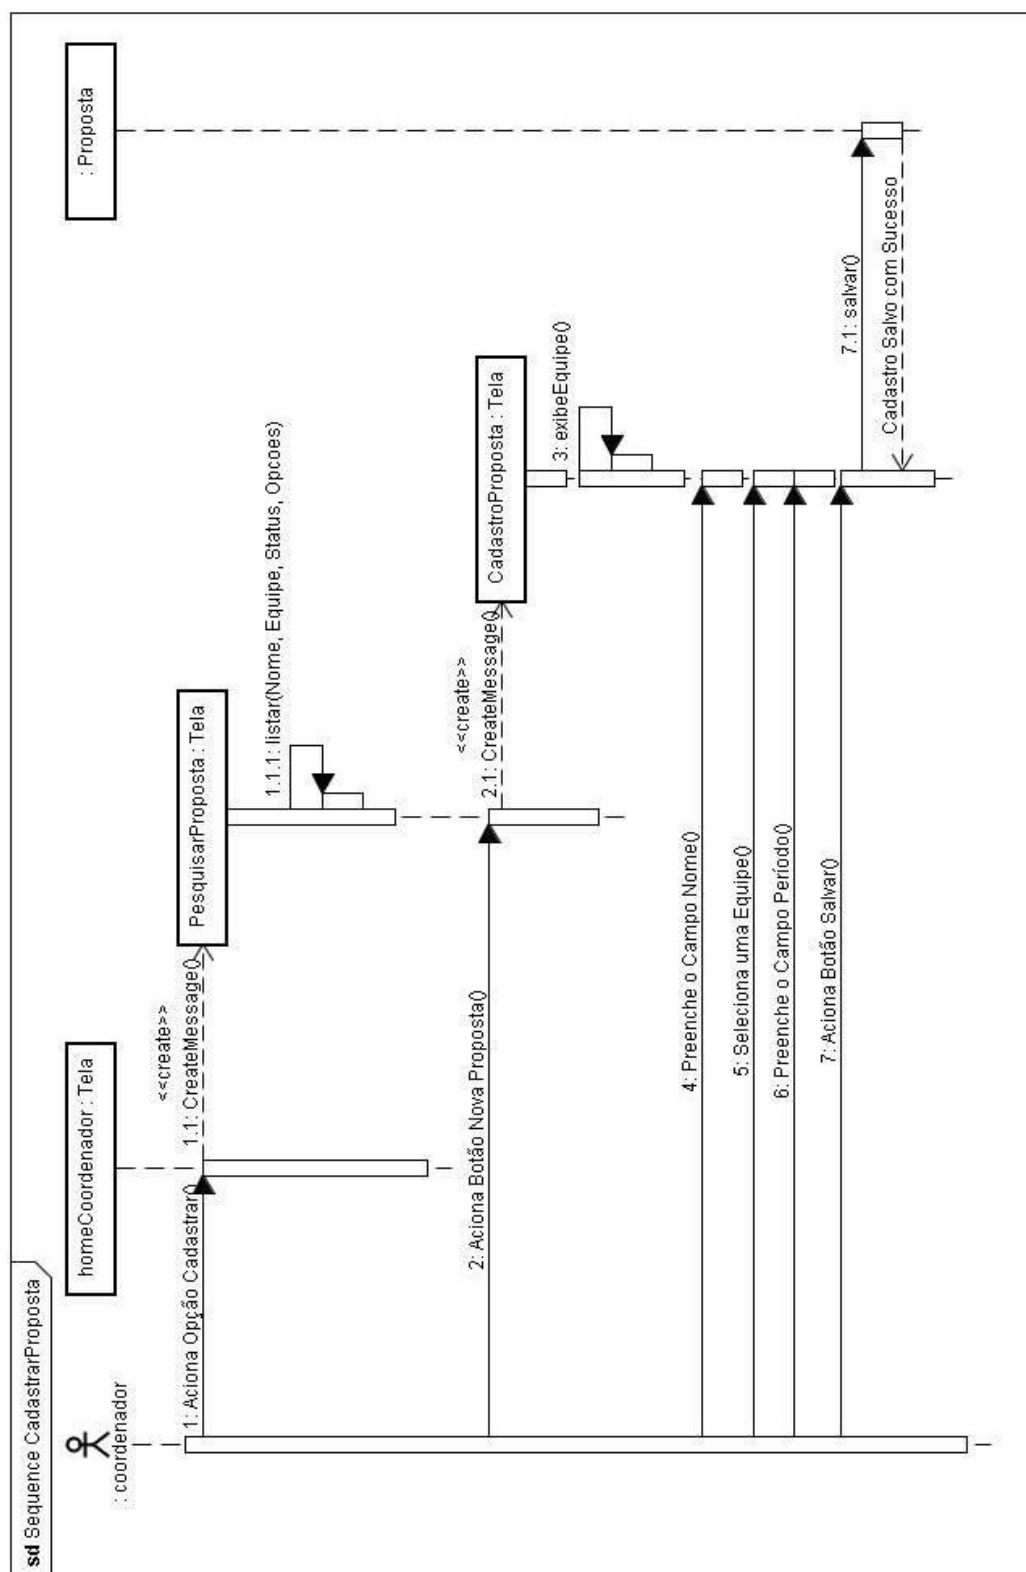 sd Sequence CadastrarProposta
: coordenador
homeCoordenador : Tela
: Proposta
1: Aciona Opção Cadastrar()
<<create>>
1.1: CreateMessage()
PesquisarProposta : Tela
1.1.1: listar(Nome, Equipe, Status, Opcoes)
2: Aciona Botão Nova Proposta()
<<create>>
2.1: CreateMessage()
CadastroProposta : Tela
3: exibeEquipe()
4: Preenche o Campo Nome()
5: Seleciona uma Equipe()
6: Preenche o Campo Período()
7: Aciona Botão Salvar()
7.1: salvar()
Cadastro Salvo com Sucesso